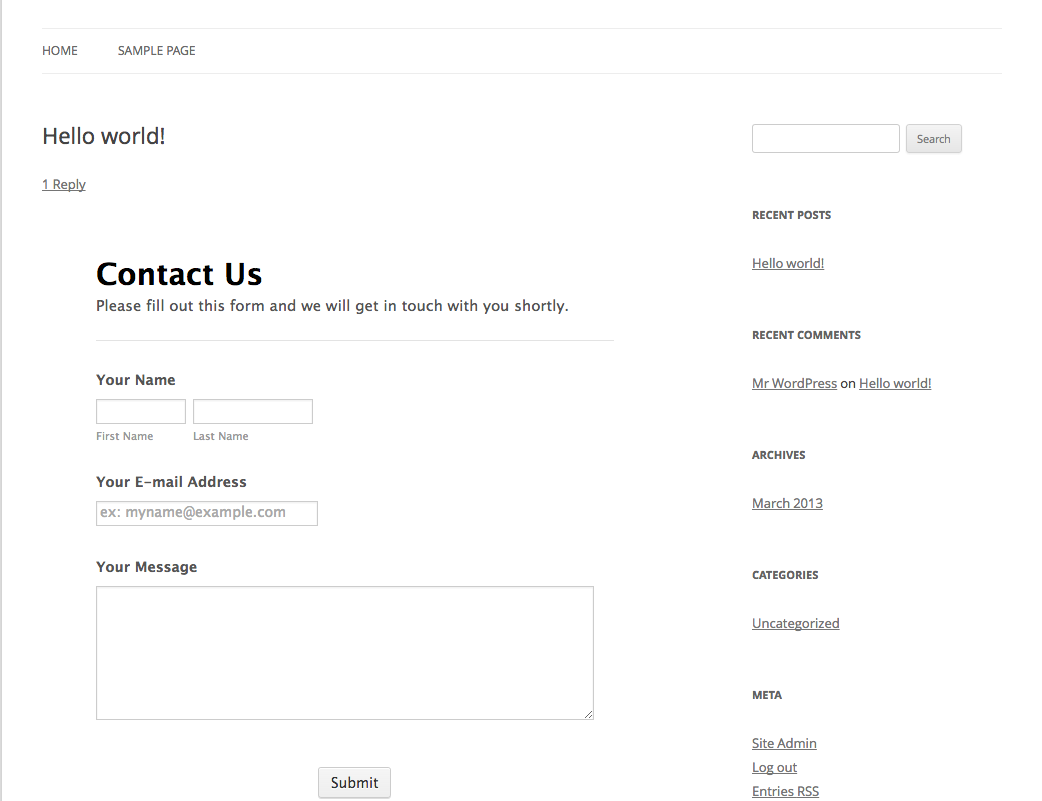 HOME SAMPLE PAGE
Hello world!
1 Reply
Contact Us
Please fill out this form and we will get in touch with you shortly.
Your Name
First Name Last Name
Your E-mail Address
ex: myname@example.com
Your Message
Submit
Search
RECENT POSTS
Hello world!
RECENT COMMENTS
Mr WordPress on Hello world!
ARCHIVES
March 2013
CATEGORIES
Uncategorized
META
Site Admin
Log out
Entries RSS